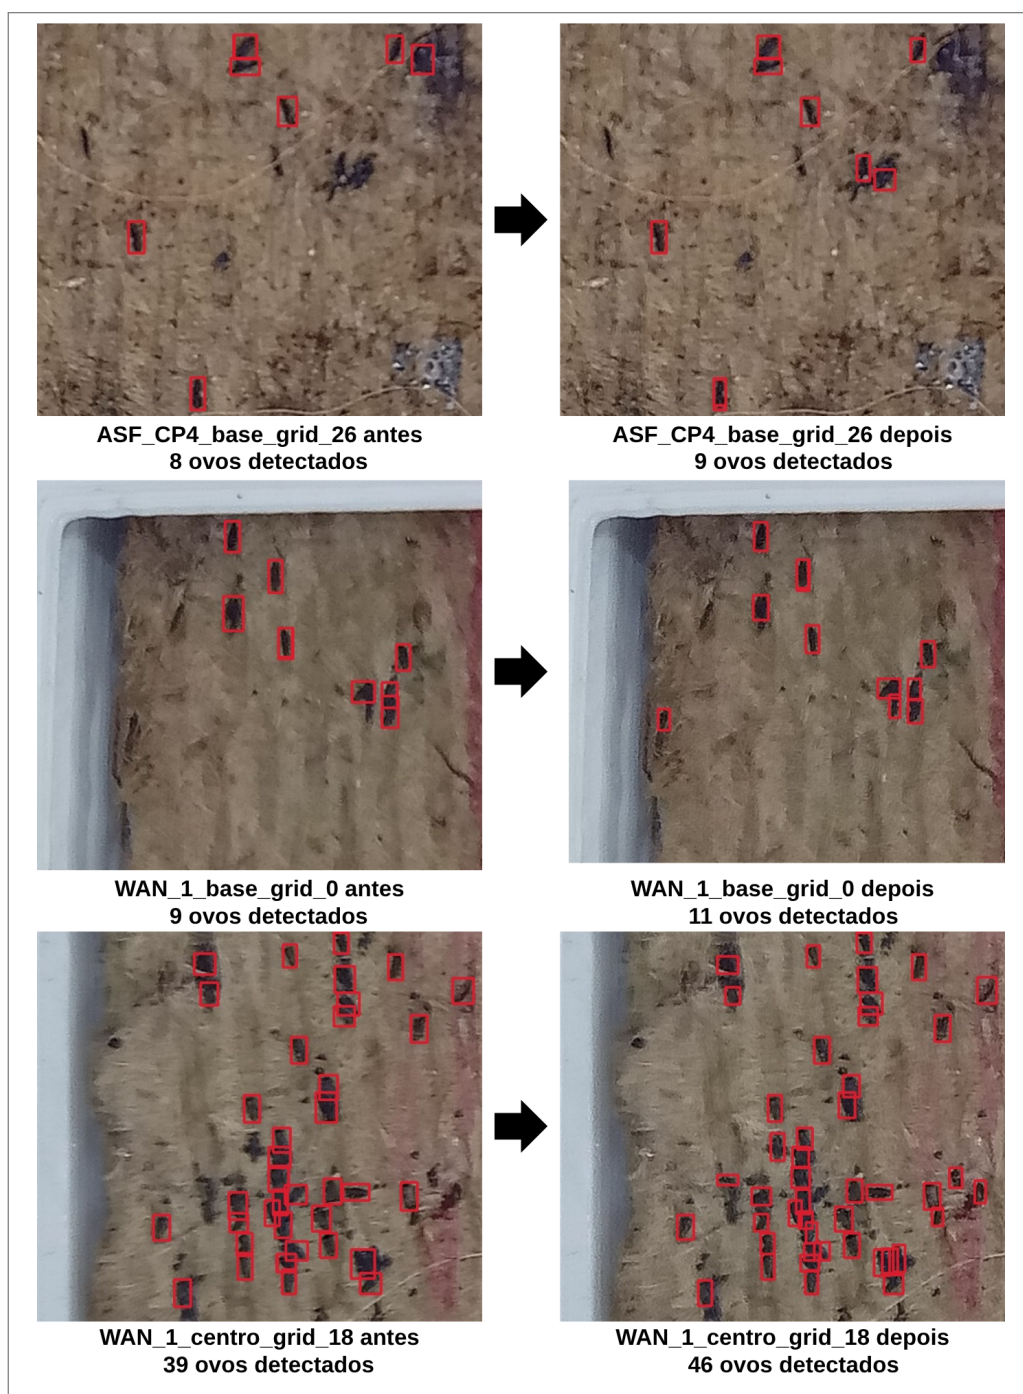 ASF_CP4_base_grid_26 antes
8 ovos detectados
ASF_CP4_base_grid_26 depois
9 ovos detectados
WAN_1_base_grid_0 antes
9 ovos detectados
WAN_1_base_grid_0 depois
11 ovos detectados
WAN_1_centro_grid_18 antes
39 ovos detectados
WAN_1_centro_grid_18 depois
46 ovos detectados